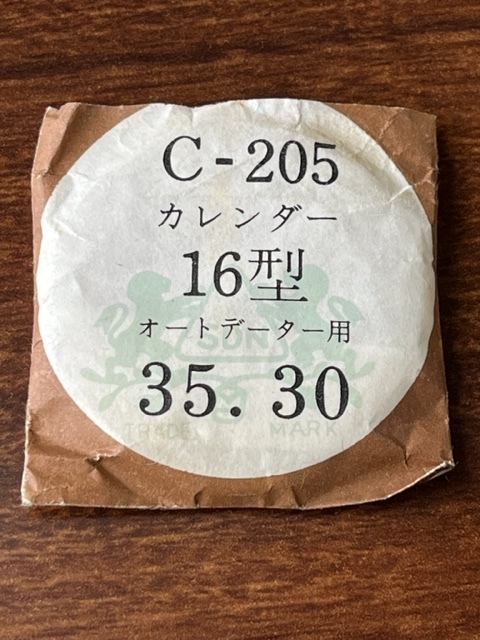 C-205
カレンダー
16型
オートデーター用
SUN
35.30
TRADE MARK